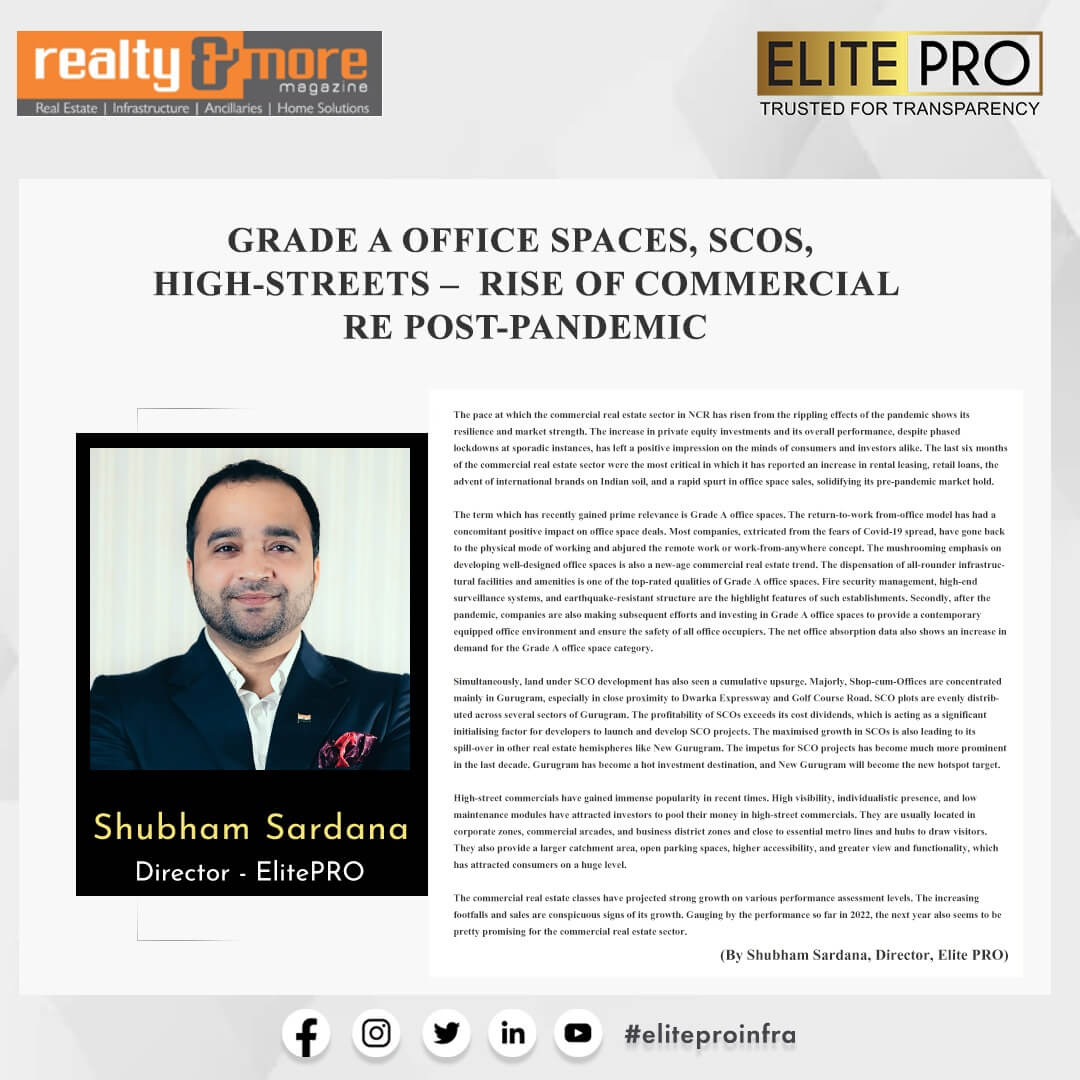 realty & more
magazine
Real Estate | Infrastructure | Ancillaries | Home Solutions
ELITE PRO
TRUSTED FOR TRANSPARENCY
GRADE A OFFICE SPACES, SCOS,
HIGH-STREETS – RISE OF COMMERCIAL
RE POST-PANDEMIC
Shubham Sardana
Director - ElitePRO
The pace at which the commercial real estate sector in NCR has risen from the rippling effects of the pandemic shows its
resilience and market strength. The increase in private equity investments and its overall performance, despite phased
lockdowns at sporadic instances, has left a positive impression on the minds of consumers and investors alike. The last six months
of the commercial real estate sector were the most critical in which it has reported an increase in rental leasing, retail loans, the
advent of international brands on Indian soil, and a rapid spurt in office space sales, solidifying its pre-pandemic market hold.
The term which has recently gained prime relevance is Grade A office spaces. The return-to-work from-office model has had a
concomitant positive impact on office space deals. Most companies, extricated from the fears of Covid-19 spread, have gone back
to the physical mode of working and abjured the remote work or work-from-anywhere concept. The mushrooming emphasis on
developing well-designed office spaces is also a new-age commercial real estate trend. The dispensation of all-rounder infrastruc-
tural facilities and amenities is one of the top-rated qualities of Grade A office spaces. Fire security management, high-end
surveillance systems, and earthquake-resistant structure are the highlight features of such establishments. Secondly, after the
pandemic, companies are also making subsequent efforts and investing in Grade A office spaces to provide a contemporary
equipped office environment and ensure the safety of all office occupiers. The net office absorption data also shows an increase in
demand for the Grade A office space category.
Simultaneously, land under SCO development has also seen a cumulative upsurge. Majorly, Shop-cum-Offices are concentrated
mainly in Gurugram, especially in close proximity to Dwarka Expressway and Golf Course Road. SCO plots are evenly distrib-
uted across several sectors of Gurugram. The profitability of SCOs exceeds its cost dividends, which is acting as a significant
initialising factor for developers to launch and develop SCO projects. The maximised growth in SCOs is also leading to its
spill-over in other real estate hemispheres like New Gurugram. The impetus for SCO projects has become much more prominent
in the last decade. Gurugram has become a hot investment destination, and New Gurugram will become the new hotspot target.
High-street commercials have gained immense popularity in recent times. High visibility, individualistic presence, and low
maintenance modules have attracted investors to pool their money in high-street commercials. They are usually located in
corporate zones, commercial arcades, and business district zones and close to essential metro lines and hubs to draw visitors.
They also provide a larger catchment area, open parking spaces, higher accessibility, and greater view and functionality, which
has attracted consumers on a huge level.
The commercial real estate classes have projected strong growth on various performance assessment levels. The increasing
footfalls and sales are conspicuous signs of its growth. Gauging by the performance so far in 2022, the next year also seems to be
pretty promising for the commercial real estate sector.
(By Shubham Sardana, Director, Elite PRO)
#eliteproinfra